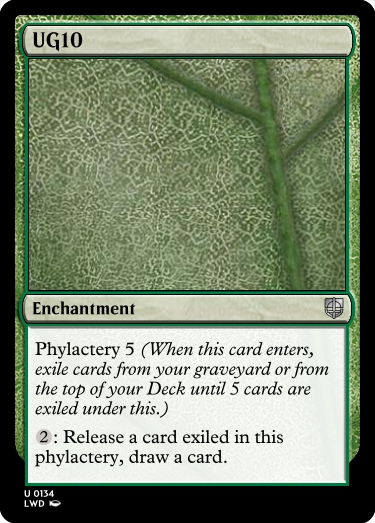 UG10
Enchantment
Phylactery 5 (When this card enters,
exile cards from your graveyard or from
the top of your Deck until 5 cards are
exiled under this.)
2: Release a card exiled in this
phylactery, draw a card.
U 0134
LWD